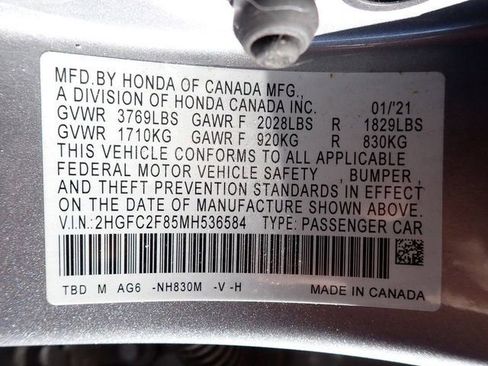 MFD.BY HONDA OF CANADA MFG.,
A DIVISION OF HONDA CANADA INC. 01/'21
GVWR 3769LBS GAWR F 2028LBS R 1829LBS
GVWR 1710KG GAWR F 920KG R 830KG
THIS VEHICLE CONFORMS TO ALL APPLICABLE
FEDERAL MOTOR VEHICLE SAFETY , BUMPER ,
AND THEFT PREVENTION STANDARDS IN EFFECT
ON THE DATE OF MANUFACTURE SHOWN ABOVE.
V.I.N.: 2HGFC2F85MH536584 TYPE: PASSENGER CAR
TBD M AG6 -NH830M -V -H MADE IN CANADA